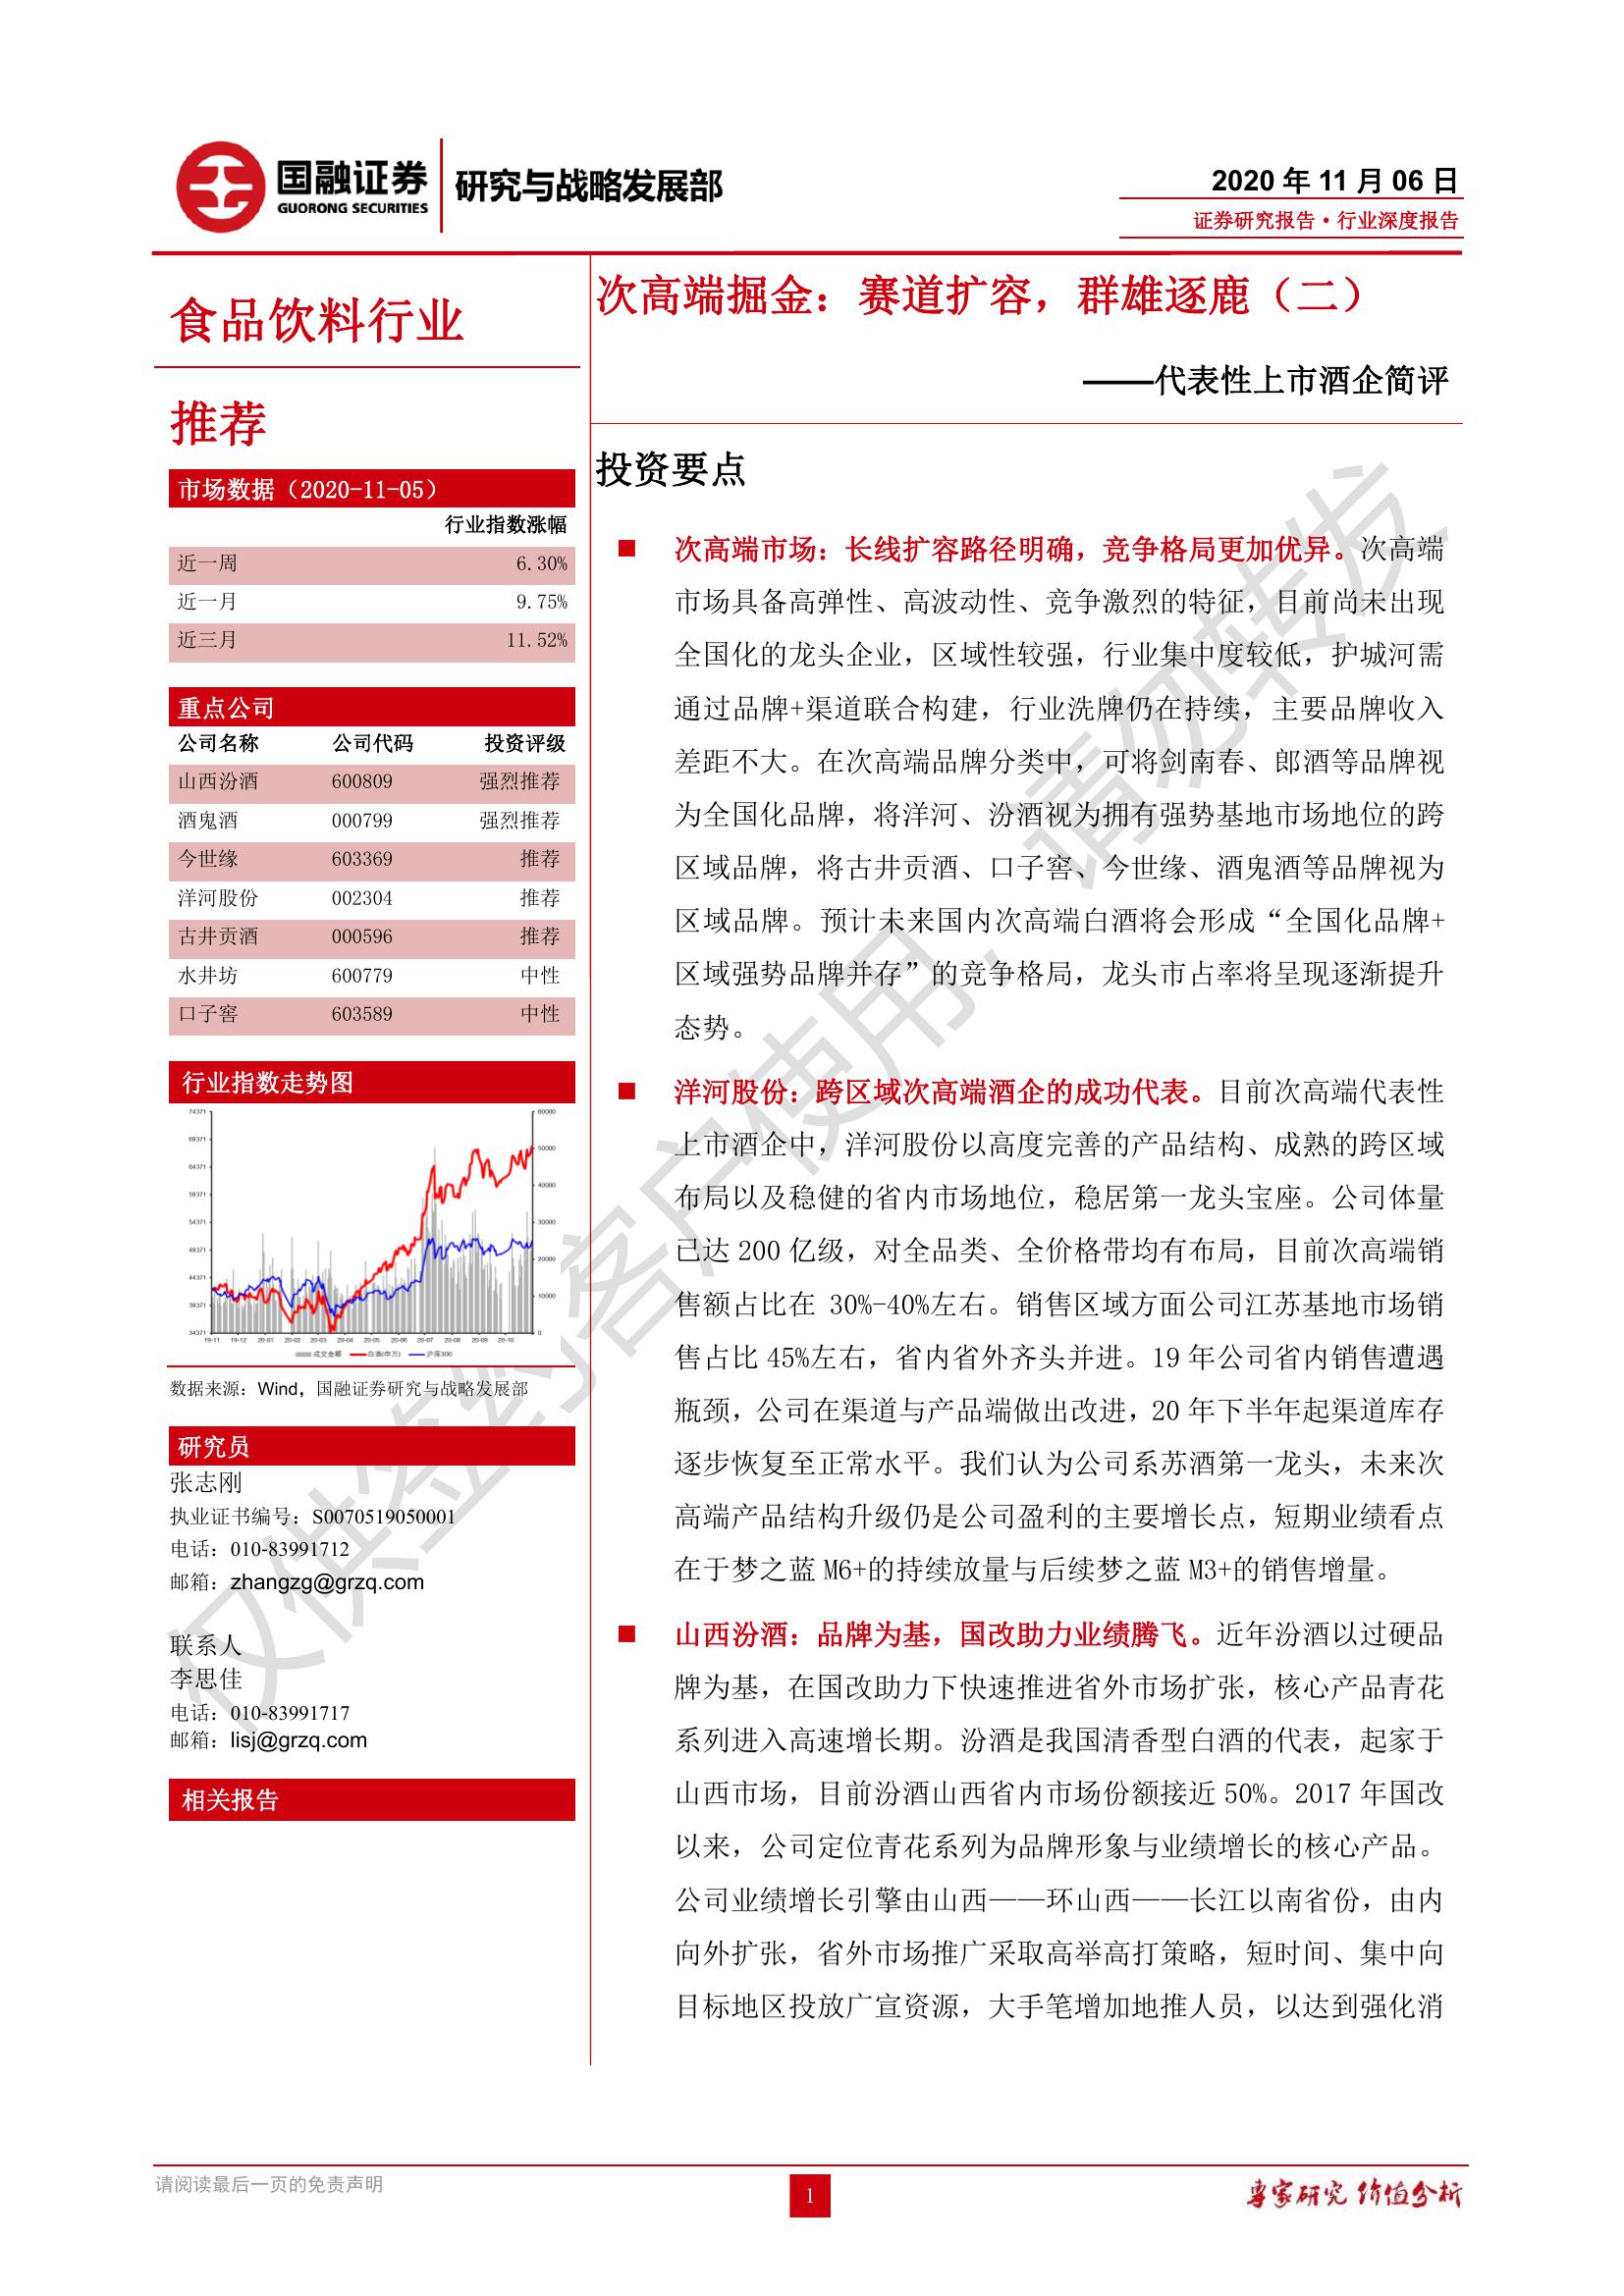 国融证券
GUORONG SECURITIES
研究与战略发展部
2020 年 11 月 06 日
证券研究报告·行业深度报告
食品饮料行业
推荐
市场数据（2020-11-05）
行业指数涨幅
近一周 6.30%
近一月 9.75%
近三月 11.52%
重点公司
公司名称 公司代码 投资评级
山西汾酒 600809 强烈推荐
酒鬼酒 000799 强烈推荐
今世缘 603369 推荐
洋河股份 002304 推荐
古井贡酒 000596 推荐
水井坊 600779 中性
口子窖 603589 中性
行业指数走势图
74371
69371
64371
59371
54371
49371
44371
39371
34371
60000
50000
40000
30000
20000
10000
0
19-11 19-12 20-01 20-02 20-03 20-04 20-05 20-06 20-07 20-08 20-09 20-10
成交金额 白酒(申万) 沪深300
数据来源：Wind，国融证券研究与战略发展部
研究员
张志刚
执业证书编号：S0070519050001
电话：010-83991712
邮箱：zhangzg@grzq.com
联系人
李思佳
电话：010-83991717
邮箱：lisj@grzq.com
相关报告
次高端掘金：赛道扩容，群雄逐鹿（二）
——代表性上市酒企简评
投资要点
■ 次高端市场：长线扩容路径明确，竞争格局更加优异。次高端
市场具备高弹性、高波动性、竞争激烈的特征，目前尚未出现
全国化的龙头企业，区域性较强，行业集中度较低，护城河需
通过品牌+渠道联合构建，行业洗牌仍在持续，主要品牌收入
差距不大。在次高端品牌分类中，可将剑南春、郎酒等品牌视
为全国化品牌，将洋河、汾酒视为拥有强势基地市场地位的跨
区域品牌，将古井贡酒、口子窖、今世缘、酒鬼酒等品牌视为
区域品牌。预计未来国内次高端白酒将会形成“全国化品牌+
区域强势品牌并存”的竞争格局，龙头市占率将呈现逐渐提升
态势。
■ 洋河股份：跨区域次高端酒企的成功代表。目前次高端代表性
上市酒企中，洋河股份以高度完善的产品结构、成熟的跨区域
布局以及稳健的省内市场地位，稳居第一龙头宝座。公司体量
已达 200 亿级，对全品类、全价格带均有布局，目前次高端销
售额占比在 30%-40%左右。销售区域方面公司江苏基地市场销
售占比 45%左右，省内省外齐头并进。19 年公司省内销售遭遇
瓶颈，公司在渠道与产品端做出改进，20 年下半年起渠道库存
逐步恢复至正常水平。我们认为公司系苏酒第一龙头，未来次
高端产品结构升级仍是公司盈利的主要增长点，短期业绩看点
在于梦之蓝 M6+的持续放量与后续梦之蓝 M3+的销售增量。
■ 山西汾酒：品牌为基，国改助力业绩腾飞。近年汾酒以过硬品
牌为基，在国改助力下快速推进省外市场扩张，核心产品青花
系列进入高速增长期。汾酒是我国清香型白酒的代表，起家于
山西市场，目前汾酒山西省内市场份额接近 50%。2017 年国改
以来，公司定位青花系列为品牌形象与业绩增长的核心产品。
公司业绩增长引擎由山西——环山西——长江以南省份，由内
向外扩张，省外市场推广采取高举高打策略，短时间、集中向
目标地区投放广宣资源，大手笔增加地推人员，以达到强化消
仅供签约客户使用，请勿转发
请阅读最后一页的免责声明
1
专家研究 价值分析